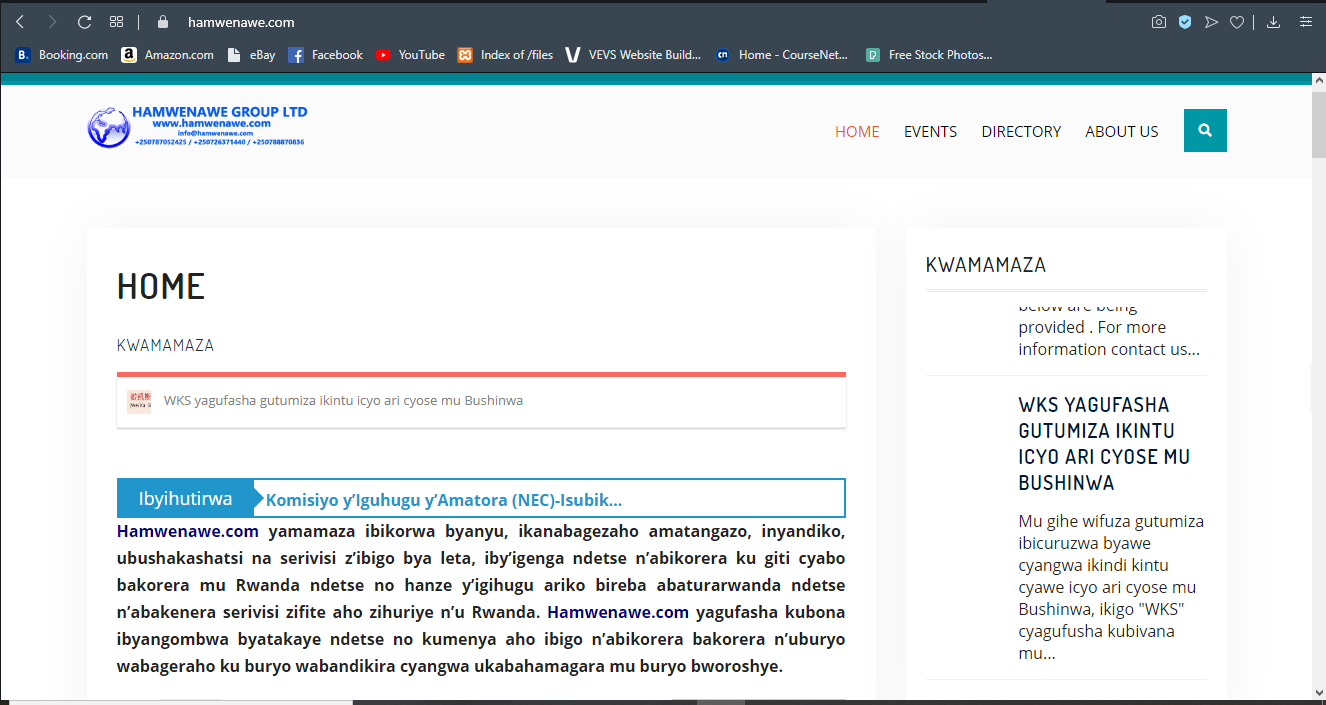 hamwenawe.com
B. Booking.com
a Amazon.com
eBay
Facebook
YouTube
Index of /files
VEVS Website Build...
cn Home - CourseNet...
D Free Stock Photos...
HAMWENAWE GROUP LTD
www.hamwenawe.com
info@hamwenawe.com
+250787052425 / +250726371440 / +250788870836
HOME
EVENTS
DIRECTORY
ABOUT US
HOME
KWAMAMAZA
WKS yagufasha gutumiza ikintu icyo ari cyose mu Bushinwa
Ibyihutirwa
Komisiyo y’Iguhugu y’Amatora (NEC)-Isubik...
Hamwenawe.com yamamaza ibikorwa byanyu, ikanabagezaho amatangazo, inyandiko,
ubushakashatsi na serivisi z’ibigo bya leta, iby’igenga ndetse n’abikorera ku giti cyabo
bakorera mu Rwanda ndetse no hanze y’igihugu ariko bireba abaturarwanda ndetse
n’abakenera serivisi zifite aho zihuriye n’u Rwanda. Hamwenawe.com yagufasha kubona
ibyangombwa byatakaye ndetse no kumenya aho ibigo n’abikorera bakorera n’uburyo
wabageraho ku buryo wabandikira cyangwa ukabahamagara mu buryo bworoshye.
KWAMAMAZA
below are being
provided . For more
information contact us...
WKS YAGUFASHA
GUTUMIZA IKINTU
ICYO ARI CYOSE MU
BUSHINWA
Mu gihe wifuza gutumiza
ibicuruzwa byawe
cyangwa ikindi kintu
cyawe icyo ari cyose mu
Bushinwa, ikigo "WKS"
cyagufusha kubivana
mu...